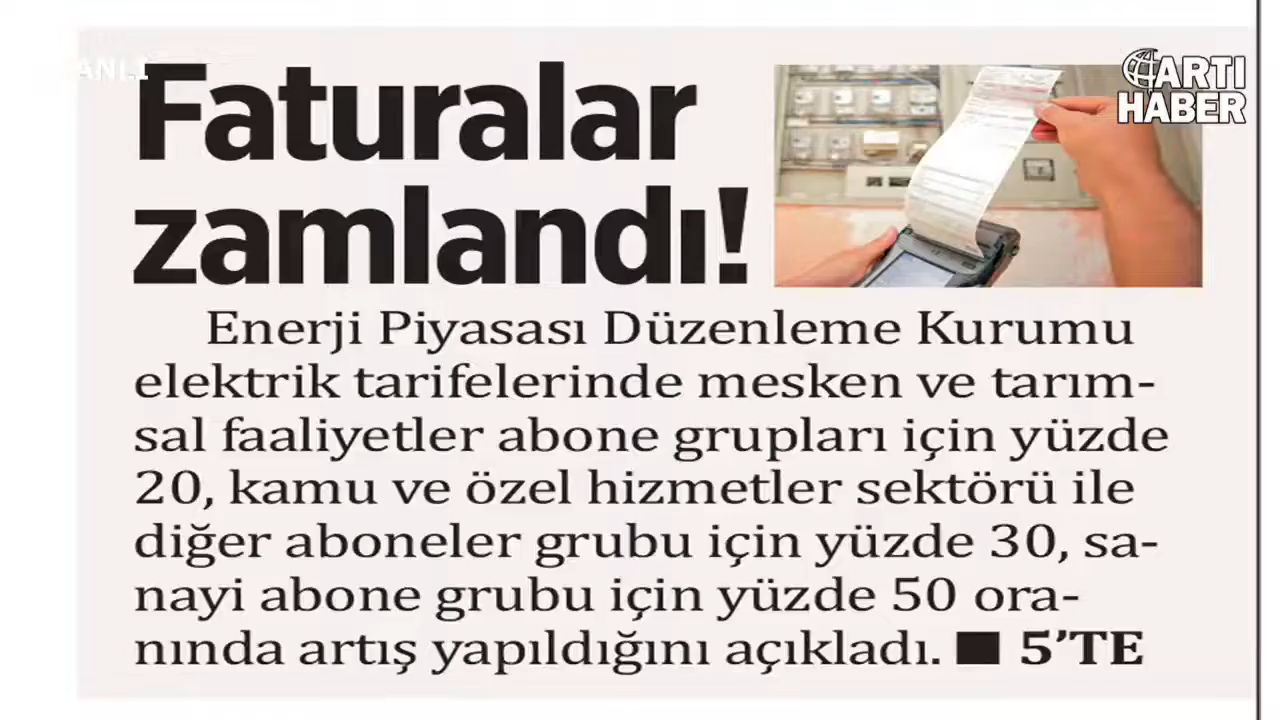 ANLI
ARTI
HABER
Faturalar
zamlandı!
Enerji Piyasası Düzenleme Kurumu
elektrik tarifelerinde mesken ve tarım-
sal faaliyetler abone grupları için yüzde
20, kamu ve özel hizmetler sektörü ile
diğer aboneler grubu için yüzde 30, sa-
nayi abone grubu için yüzde 50 ora-
nında artış yapıldığını açıkladı. ■ 5’TE